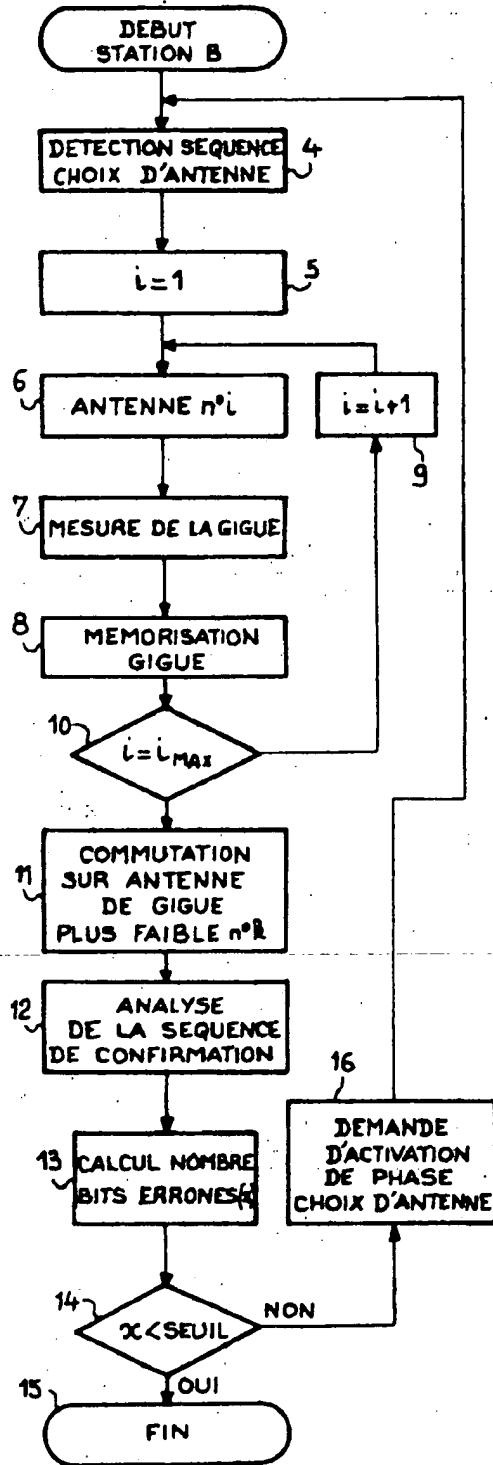 DEBUT
STATION B
DETECTION SEQUENCE
CHOIX D'ANTENNE
4
i=1
5
6
ANTENNE n°i
i=i+1
9
7
MESURE DE LA GIGUE
8
MEMORISATION
GIGUE
10
i=iMAX
11
COMMUTATION
SUR ANTENNE
DE GIGUE
PLUS FAIBLE n°k
12
ANALYSE
DE LA SEQUENCE
DE CONFIRMATION
16
DEMANDE
D'ACTIVATION
DE PHASE
CHOIX D'ANTENNE
13
CALCUL NOMBRE
BITS ERRONES(x)
14
x<SEUIL
NON
OUI
15
FIN